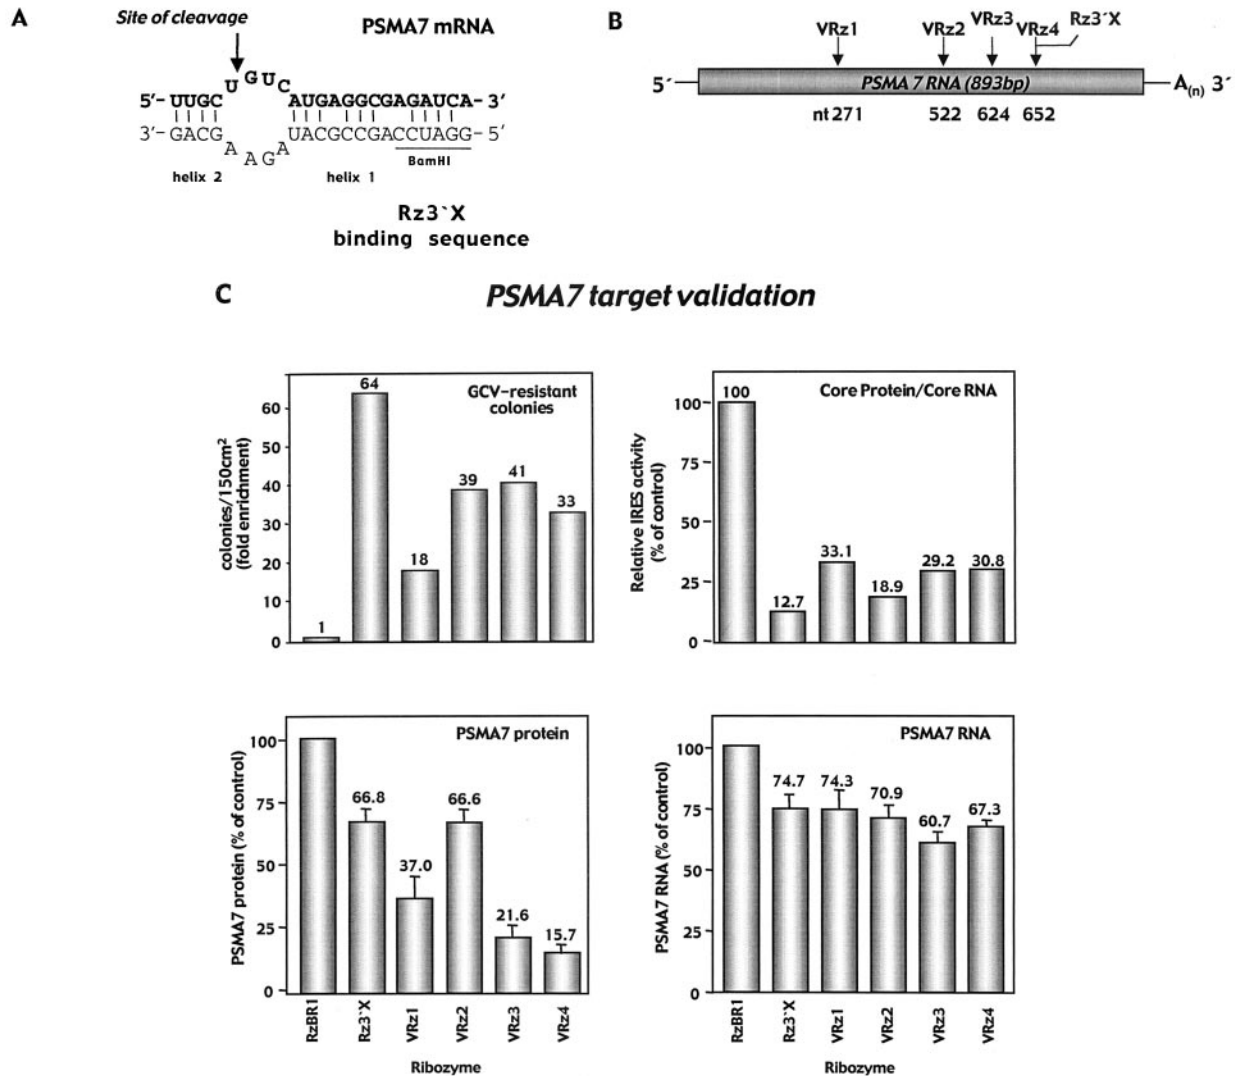 A
Site of cleavage
PSMA7 mRNA
5'- UUGC U GUC AUGAGGCGAGAUCA- 3'
3'- GACG A AGA UACGCCGACCUAGG- 5'
BamHI
helix 2
helix 1
Rz3`X
binding sequence
B
VRz1
VRz2
VRz3
VRz4
Rz3´X
5´
PSMA 7 RNA (893bp)
A(n) 3´
nt 271
522
624
652
C
PSMA7 target validation
GCV-resistant
colonies
colonies/150cm2
(fold enrichment)
60
50
40
30
20
10
0
1
64
18
39
41
33
Core Protein/Core RNA
Relative IRES activity
(% of control)
100
75
50
25
0
100
12.7
33.1
18.9
29.2
30.8
PSMA7 protein
PSMA7 protein (% of control)
100
75
50
25
0
66.8
37.0
66.6
21.6
15.7
RzBR1
Rz3`X
VRz1
VRz2
VRz3
VRz4
Ribozyme
PSMA7 RNA
PSMA7 RNA (% of control)
100
75
50
25
0
74.7
74.3
70.9
60.7
67.3
RzBR1
Rz3`X
VRz1
VRz2
VRz3
VRz4
Ribozyme